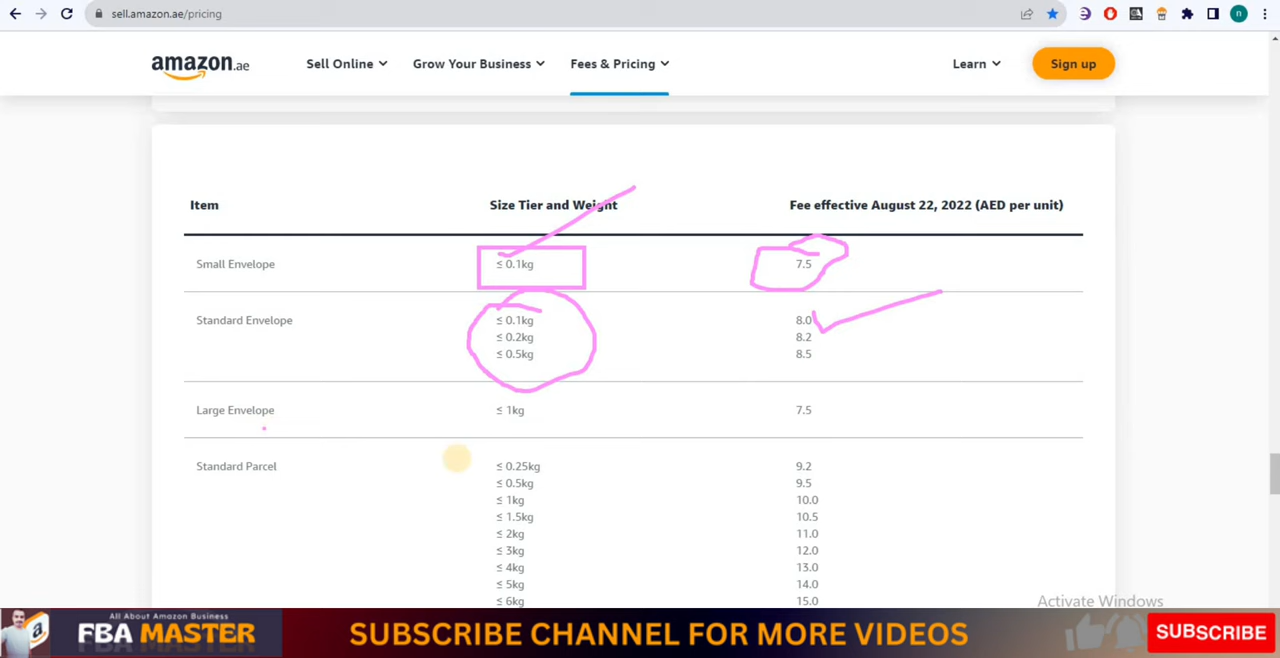 sell.amazon.ae/pricing
n
amazon.ae
Sell Online
Grow Your Business
Fees & Pricing
Learn
Sign up
Item
Size Tier and Weight
Fee effective August 22, 2022 (AED per unit)
Small Envelope
≤ 0.1kg
7.5
Standard Envelope
≤ 0.1kg
8.0
≤ 0.2kg
8.2
≤ 0.5kg
8.5
Large Envelope
≤ 1kg
7.5
Standard Parcel
≤ 0.25kg
9.2
≤ 0.5kg
9.5
≤ 1kg
10.0
≤ 1.5kg
10.5
≤ 2kg
11.0
≤ 3kg
12.0
≤ 4kg
13.0
≤ 5kg
14.0
≤ 6kg
15.0
Activate Windows
All About Amazon Business
FBA MASTER
SUBSCRIBE CHANNEL FOR MORE VIDEOS
SUBSCRIBE